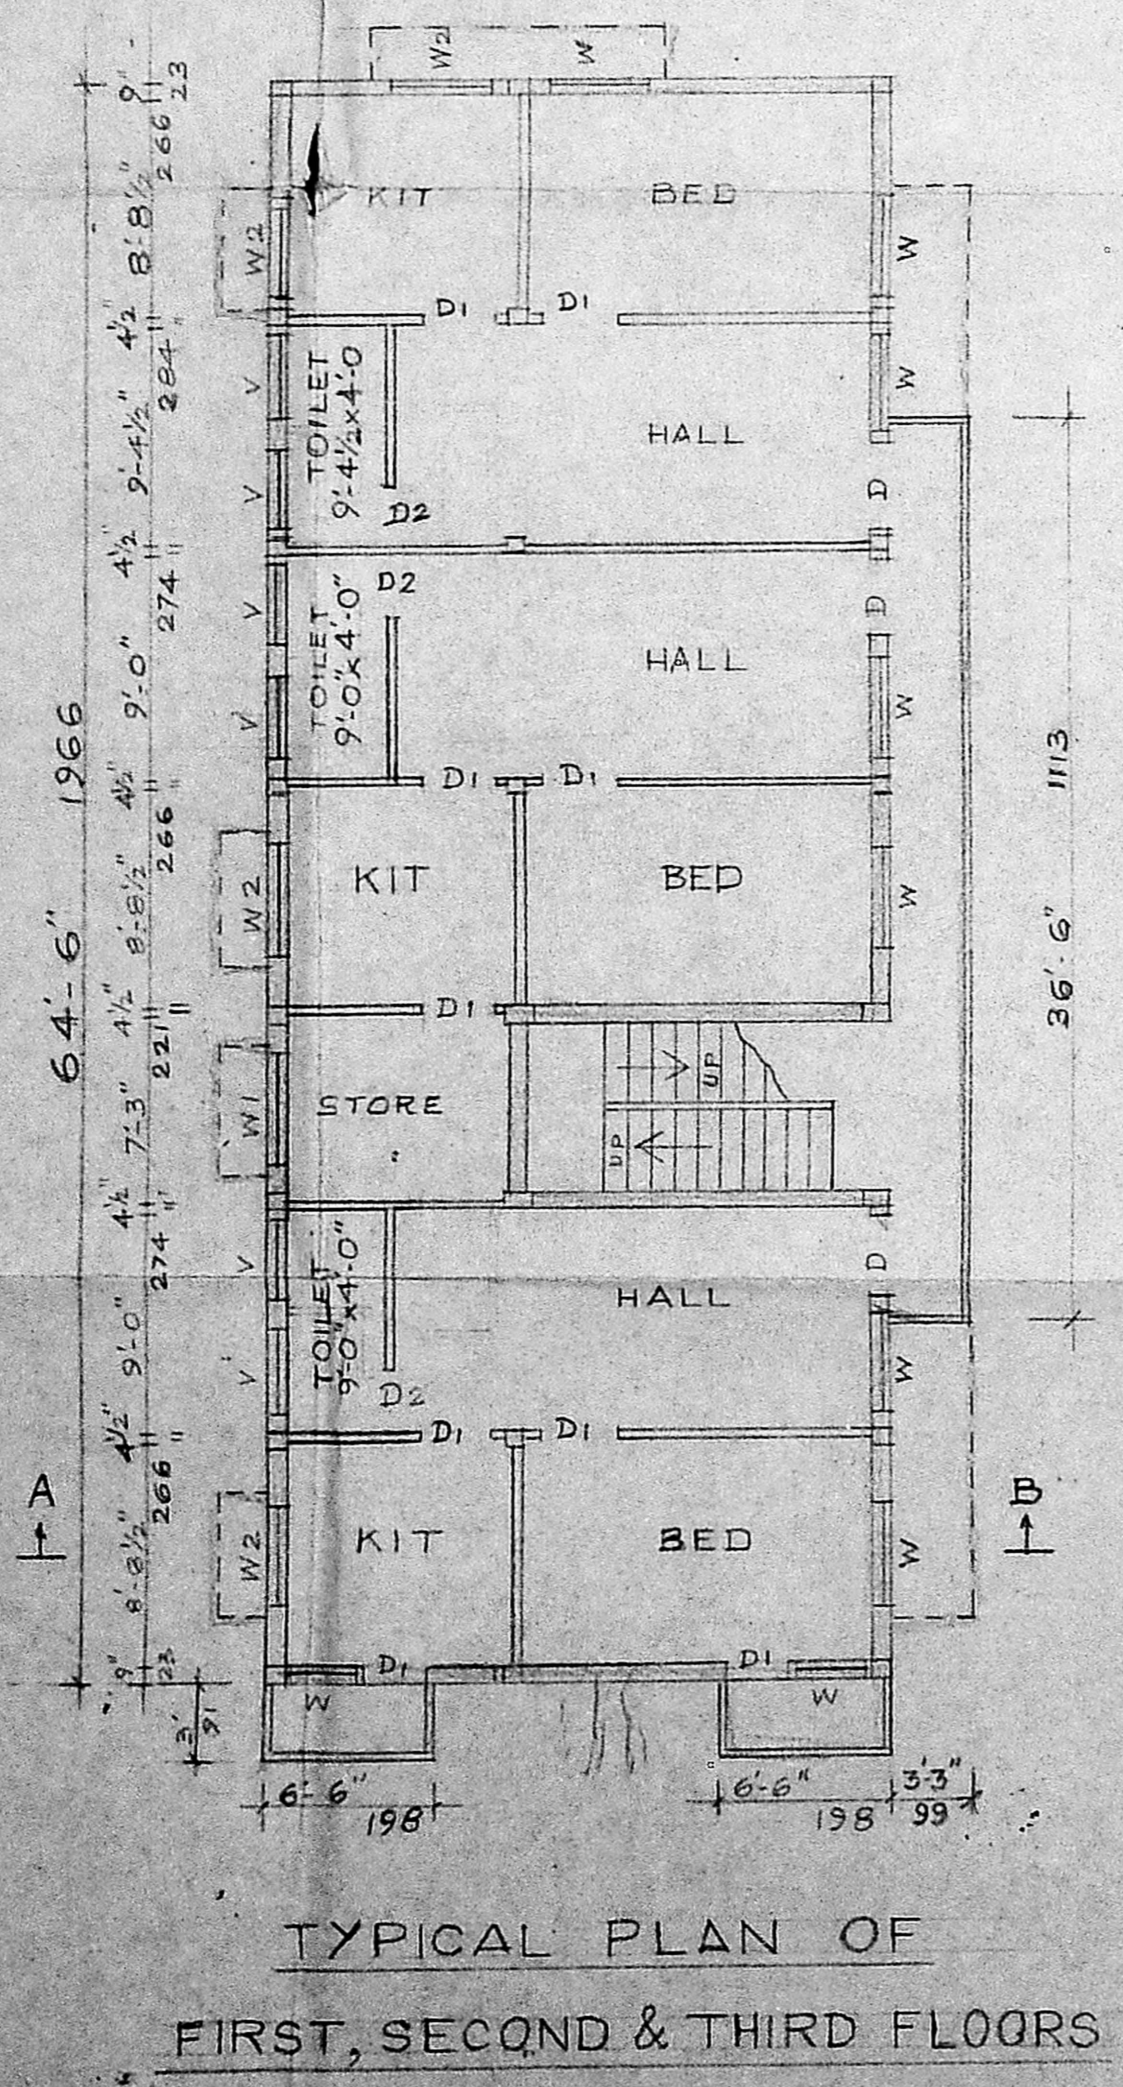 W2 W
9" 23
8'-8½" 266
KIT BED
W2 W
D1 D1
4½"
TOILET
9'-4½x4'-0
V W
9'-4½" 284"
HALL
V D2 D
4½"
D2 D
V
TOILET
9'-0"x4'-0"
9'-0" 274"
HALL
V W
64'-6" 1966
D1 D1
4½"
1113
36'-6"
8'-8½" 266"
KIT BED
W2 W
D1
4½"
7'-3" 221"
STORE
W1
UP
UP
4½"
V D
TOILET
9'-0"x4'-0"
9'-0" 274"
HALL
V W
D2
D1 D1
4½"
A B
8'-8½" 266"
KIT BED
W2 W
D1 D1
9" 23
W W
3' 91
6'-6" 6'-6" 3'-3"
198 198 99
TYPICAL PLAN OF
FIRST, SECOND & THIRD FLOORS